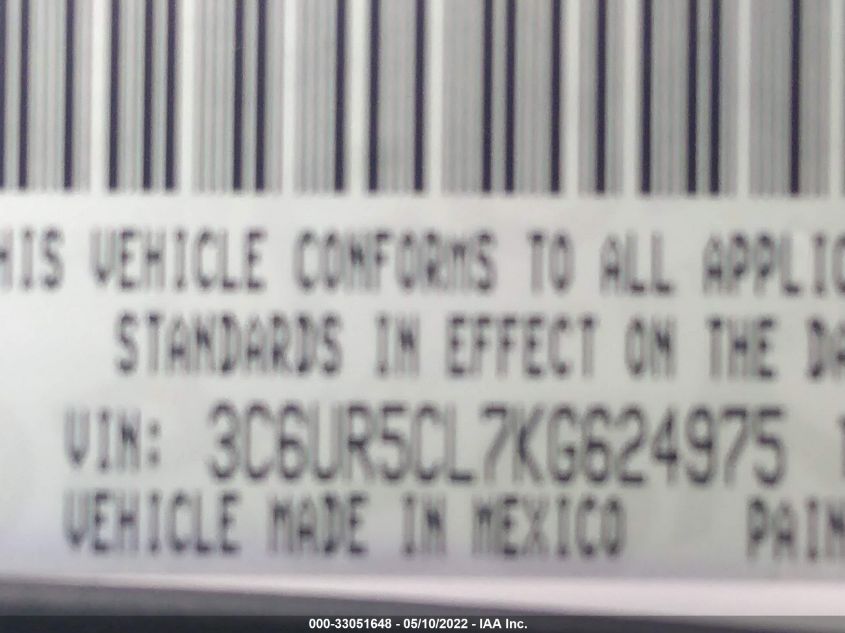 HIS VEHICLE CONFORMS TO ALL APPLIC
STANDARDS IN EFFECT ON THE DA
VIN: 3C6UR5CL7KG624975
VEHICLE MADE IN MEXICO PAIN
000-33051648 - 05/10/2022 - IAA Inc.